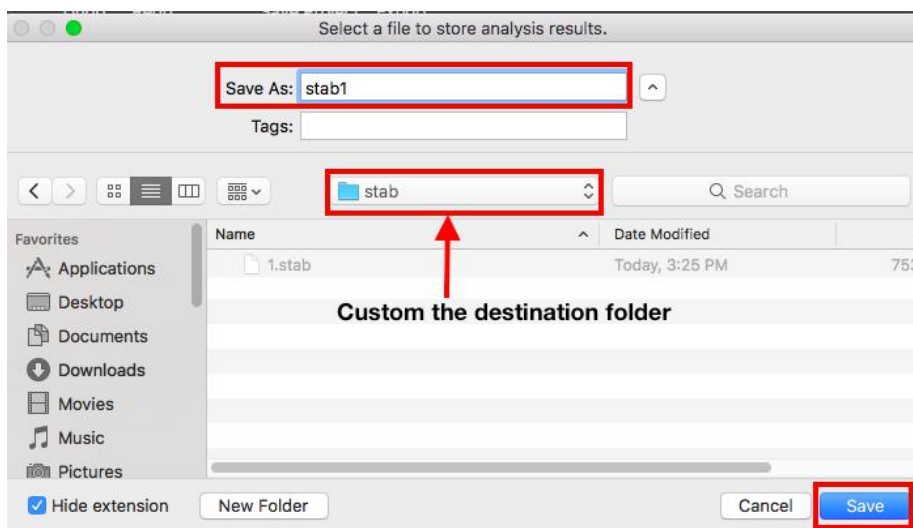 Select a file to store analysis results.
Save As: stab1
Tags:
stab
Search
Favorites
Name
Date Modified
Applications
1.stab
Today, 3:25 PM
Desktop
Custom the destination folder
Documents
Downloads
Movies
Music
Pictures
Hide extension
New Folder
Cancel
Save